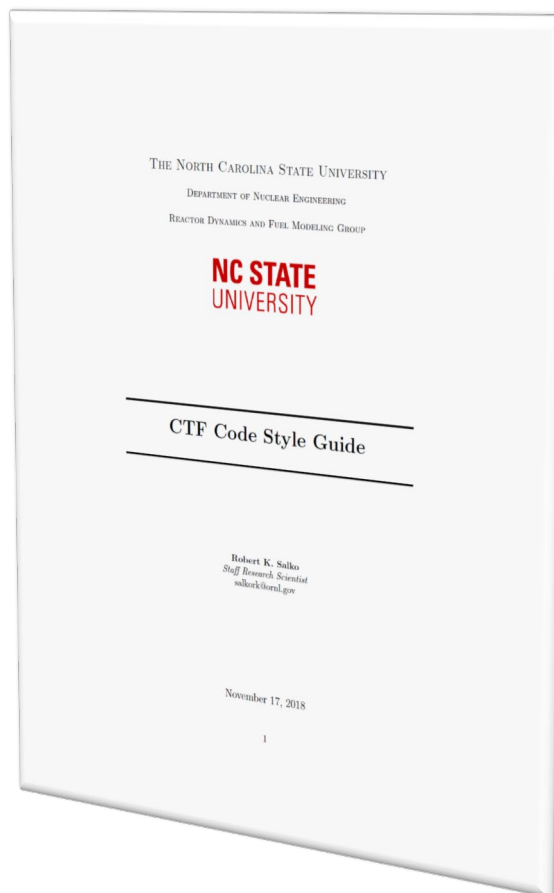 THE NORTH CAROLINA STATE UNIVERSITY
DEPARTMENT OF NUCLEAR ENGINEERING
REACTOR DYNAMICS AND FUEL MODELING GROUP
NC STATE
UNIVERSITY
CTF Code Style Guide
Robert K. Salko
Staff Research Scientist
salkork@ornl.gov
November 17, 2018
1